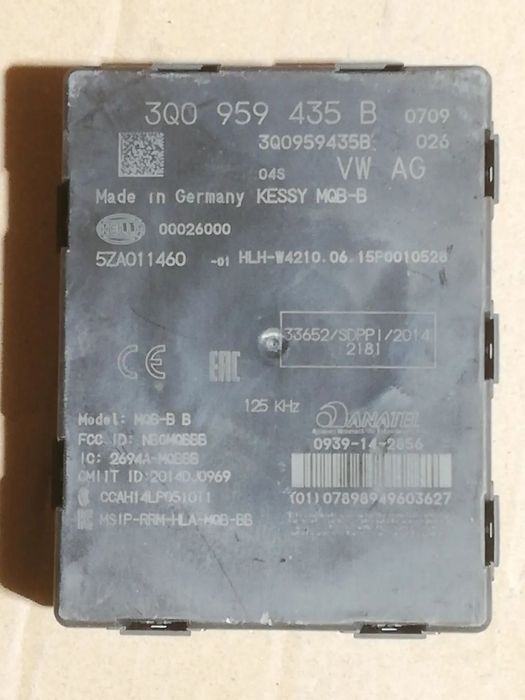 3Q0 959 435 B 0709
3Q0959435B 026
04S VW AG
Made in Germany KESSY MQB-B
HELLA 00026000
5ZA011460 -01 HLH-W4210.06.15P0010528
33652/SDPPI/2014
2181
CE EAC
125 KHz
Model: MQB-B B
ANATEL
FCC ID: NBGMQBBB
0939-14-2856
IC: 2694A-MQBBB
CMIIT ID:2014DJ0969
CCAH14LP0510T1
(01)07898949603627
MSIP-RRM-HLA-MQB-BB